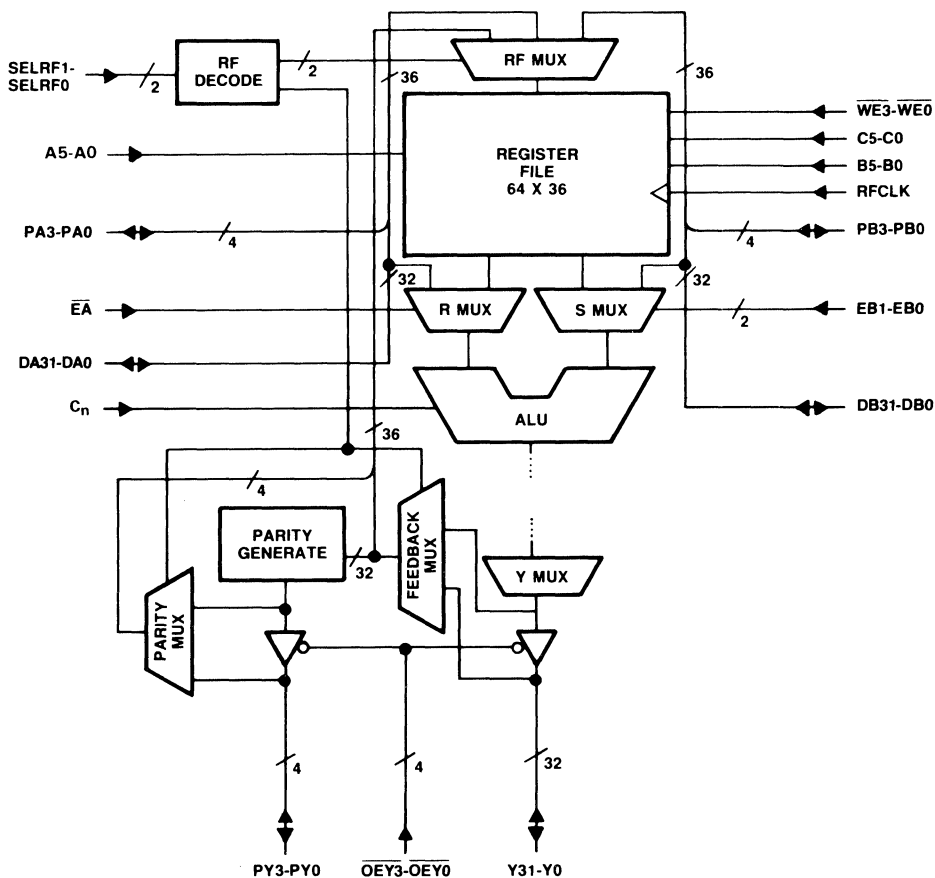 SELRF1-
SELRF0
2
RF
DECODE
2
36
RF MUX
36
REGISTER
FILE
64 X 36
A5-A0
WE3-WE0
C5-C0
B5-B0
RFCLK
PA3-PA0
4
PB3-PB0
4
32
32
EA
R MUX
S MUX
EB1-EB0
2
DA31-DA0
DB31-DB0
Cn
ALU
36
4
PARITY
GENERATE
32
FEEDBACK
MUX
Y MUX
PARITY
MUX
4
4
32
PY3-PY0
OEY3-OEY0
Y31-Y0